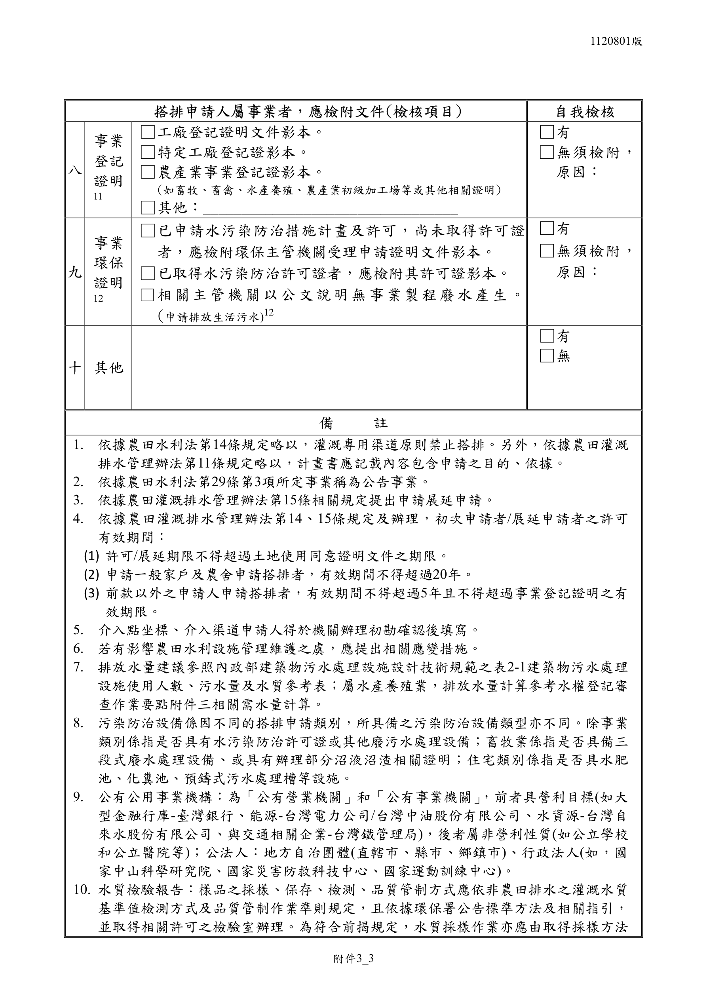 1120801版
搭排申請人屬事業者，應檢附文件(檢核項目)
自我檢核
八
事業
登記
證明
11
□工廠登記證明文件影本。
□特定工廠登記證影本。
□農產業事業登記證影本。
（如畜牧、畜禽、水產養殖、農產業初級加工場等或其他相關證明）
□其他：_________________________________
□有
□無須檢附，
原因：
九
事業
環保
證明
12
□已申請水污染防治措施計畫及許可，尚未取得許可證
者，應檢附環保主管機關受理申請證明文件影本。
□已取得水污染防治許可證者，應檢附其許可證影本。
□相關主管機關以公文說明無事業製程廢水產生。
（申請排放生活污水)12
□有
□無須檢附，
原因：
十
其他
□有
□無
備 註
1. 依據農田水利法第14條規定略以，灌溉專用渠道原則禁止搭排。另外，依據農田灌溉
排水管理辦法第11條規定略以，計畫書應記載內容包含申請之目的、依據。
2. 依據農田水利法第29條第3項所定事業稱為公告事業。
3. 依據農田灌溉排水管理辦法第15條相關規定提出申請展延申請。
4. 依據農田灌溉排水管理辦法第14、15條規定及辦理，初次申請者/展延申請者之許可
有效期間：
(1) 許可/展延期限不得超過土地使用同意證明文件之期限。
(2) 申請一般家戶及農舍申請搭排者，有效期間不得超過20年。
(3) 前款以外之申請人申請搭排者，有效期間不得超過5年且不得超過事業登記證明之有
效期限。
5. 介入點坐標、介入渠道申請人得於機關辦理初勘確認後填寫。
6. 若有影響農田水利設施管理維護之虞，應提出相關應變措施。
7. 排放水量建議參照內政部建築物污水處理設施設計技術規範之表2-1建築物污水處理
設施使用人數、污水量及水質參考表；屬水產養殖業，排放水量計算參考水權登記審
查作業要點附件三相關需水量計算。
8. 污染防治設備係因不同的搭排申請類別，所具備之污染防治設備類型亦不同。除事業
類別係指是否具有水污染防治許可證或其他廢污水處理設備；畜牧業係指是否具備三
段式廢水處理設備、或具有辦理部分沼液沼渣相關證明；住宅類別係指是否具水肥
池、化糞池、預鑄式污水處理槽等設施。
9. 公有公用事業機構：為「公有營業機關」和「公有事業機關」，前者具營利目標(如大
型金融行庫-臺灣銀行、能源-台灣電力公司/台灣中油股份有限公司、水資源-台灣自
來水股份有限公司、與交通相關企業-台灣鐵管理局)，後者屬非營利性質(如公立學校
和公立醫院等)；公法人：地方自治團體(直轄市、縣市、鄉鎮市)、行政法人(如，國
家中山科學研究院、國家災害防救科技中心、國家運動訓練中心)。
10. 水質檢驗報告：樣品之採樣、保存、檢測、品質管制方式應依非農田排水之灌溉水質
基準值檢測方式及品質管制作業準則規定，且依據環保署公告標準方法及相關指引，
並取得相關許可之檢驗室辦理。為符合前揭規定，水質採樣作業亦應由取得採樣方法
附件3_3